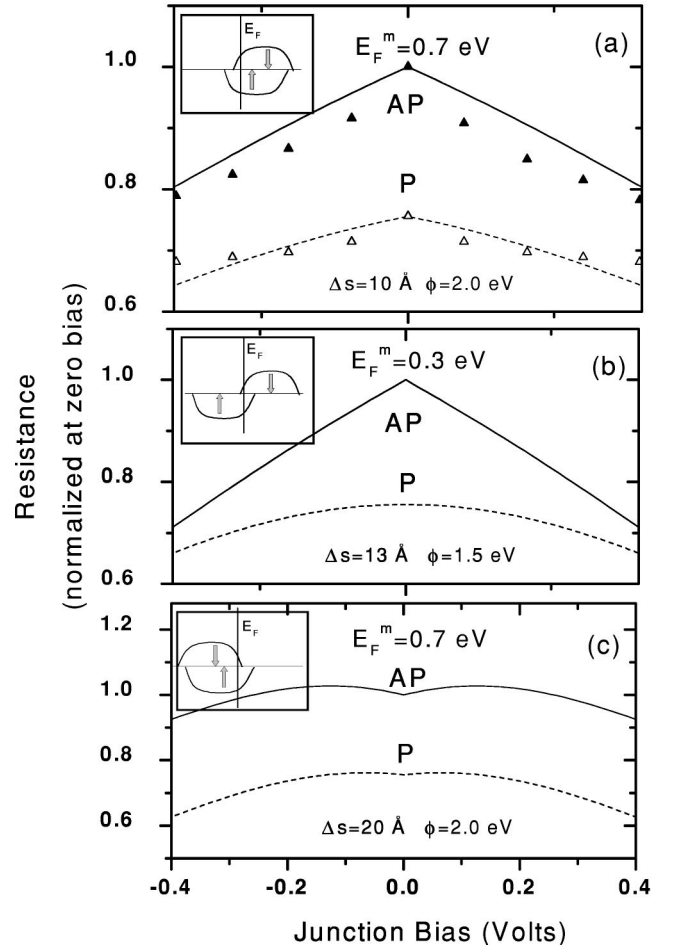 Resistance
(normalized at zero bias)
E_F
E_F^m=0.7 eV
(a)
1.0
AP
0.8
P
Δs=10 Å ϕ=2.0 eV
0.6
E_F
E_F^m=0.3 eV
(b)
1.0
AP
0.8
P
Δs=13 Å ϕ=1.5 eV
0.6
1.2
E_F
E_F^m=0.7 eV
(c)
1.0
AP
0.8
P
0.6
Δs=20 Å ϕ=2.0 eV
-0.4 -0.2 0.0 0.2 0.4
Junction Bias (Volts)